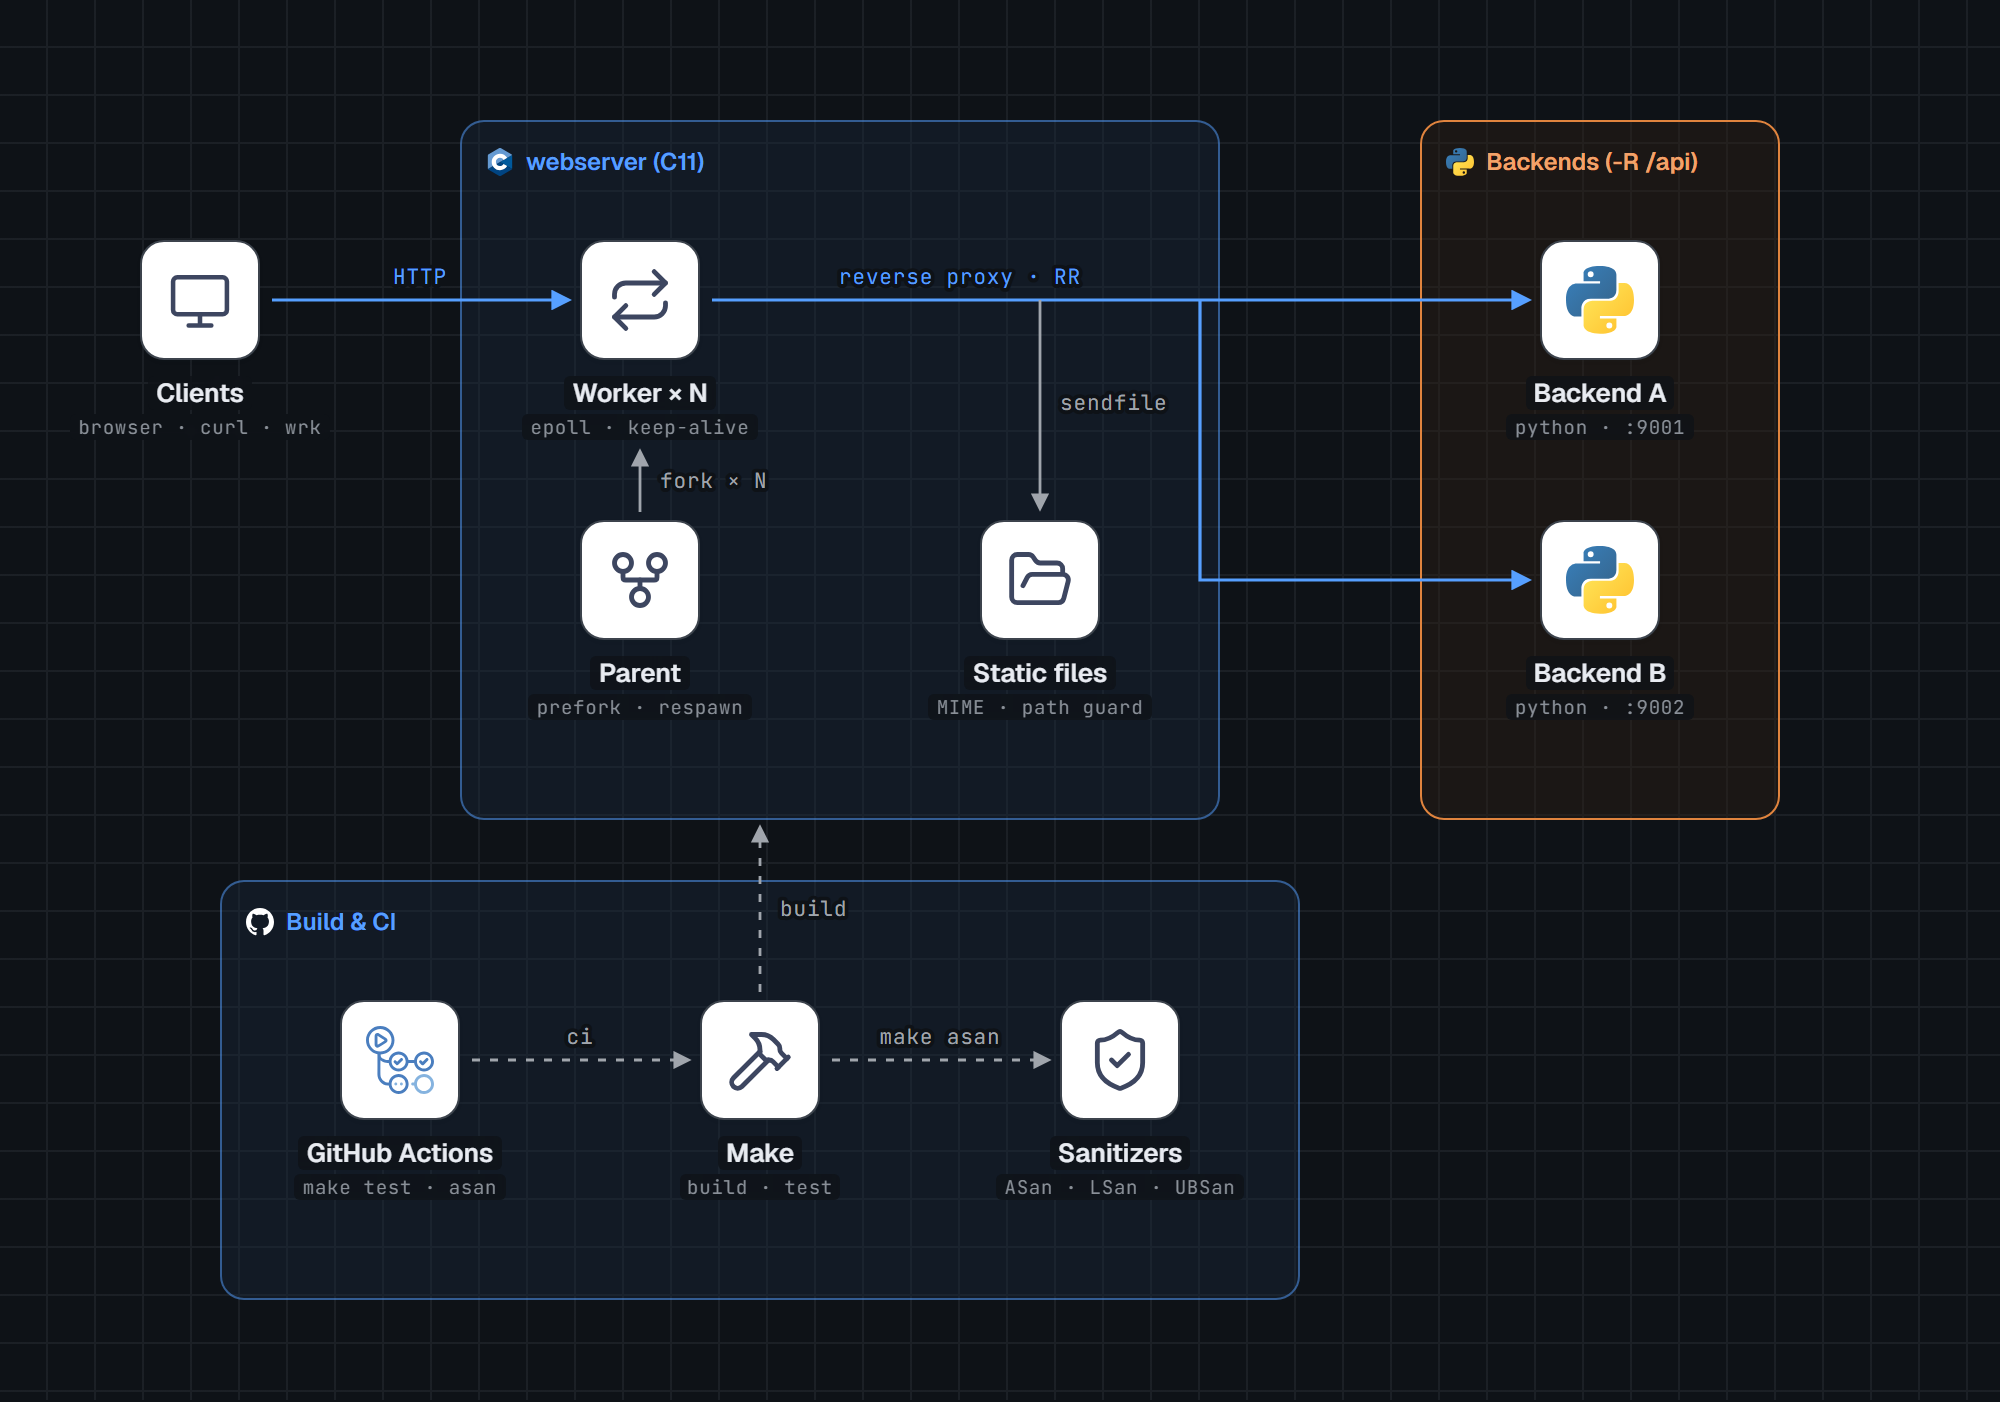 webserver (C11)
Backends (-R /api)
HTTP
reverse proxy · RR
Clients
browser · curl · wrk
Worker × N
epoll · keep-alive
sendfile
Backend A
python · :9001
fork × N
Parent
prefork · respawn
Static files
MIME · path guard
Backend B
python · :9002
build
Build & CI
ci
make asan
GitHub Actions
make test · asan
Make
build · test
Sanitizers
ASan · LSan · UBSan